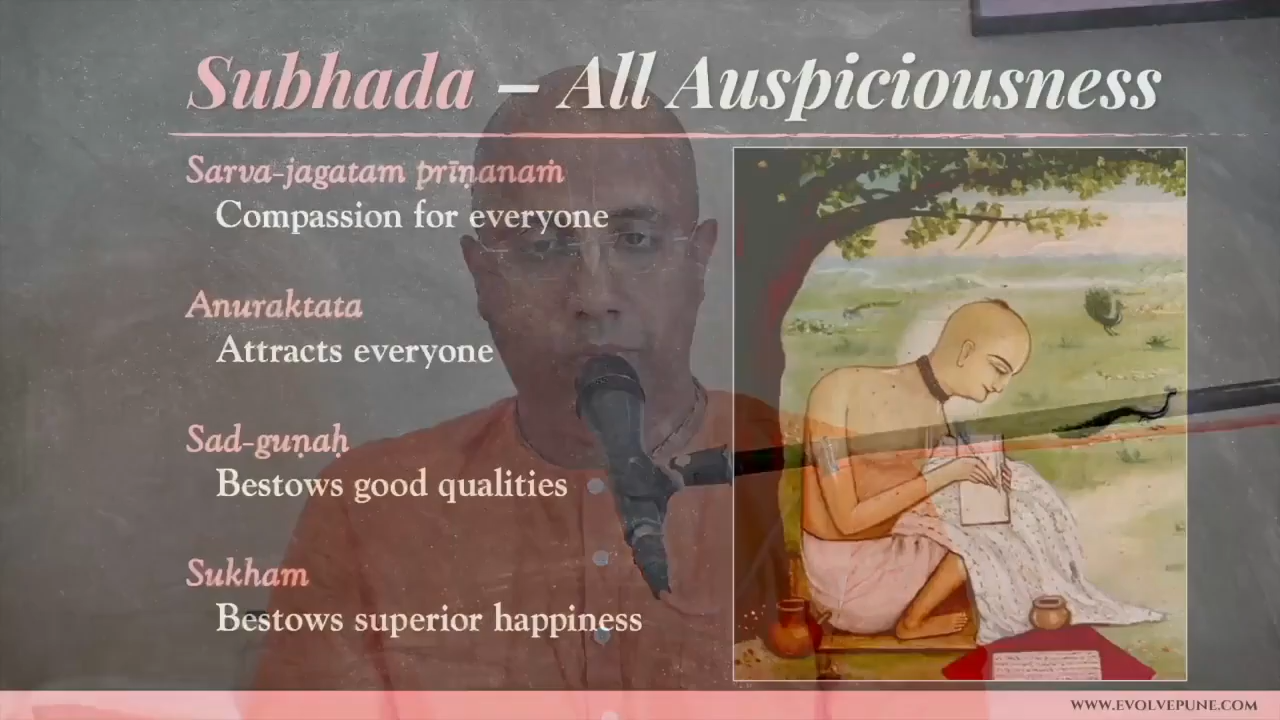 Subhada – All Auspiciousness
Sarva-jagatam prīṇanaṁ
Compassion for everyone
Anuraktata
Attracts everyone
Sad-guṇaḥ
Bestows good qualities
Sukham
Bestows superior happiness
www.evolvepune.com